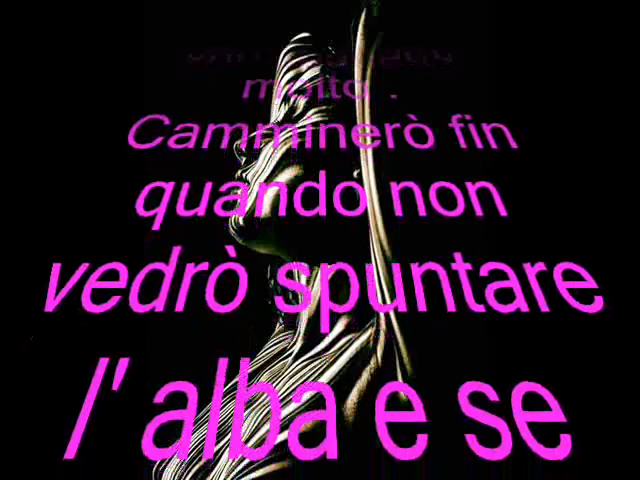 molto .
Camminerò fin
quando non
vedrò spuntare
l' alba e se